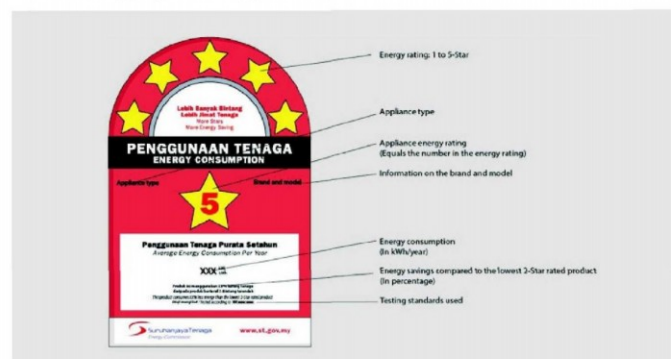 Lebih Banyak Bintang
Lebih Jimat Tenaga
More Stars
More Energy Saving
PENGGUNAAN TENAGA
ENERGY CONSUMPTION
Appliance type
Brand and model
5
Penggunaan Tenaga Purata Setahun
Average Energy Consumption Per Year
XXX
Suruhanjaya Tenaga
Energy Commission
www.st.gov.my
Energy rating: 1 to 5-Star
Appliance type
Appliance energy rating
(Equals the number in the energy rating)
Information on the brand and model
Energy consumption
(In kWh/year)
Energy savings compared to the lowest 2-Star rated product
(In percentage)
Testing standards used